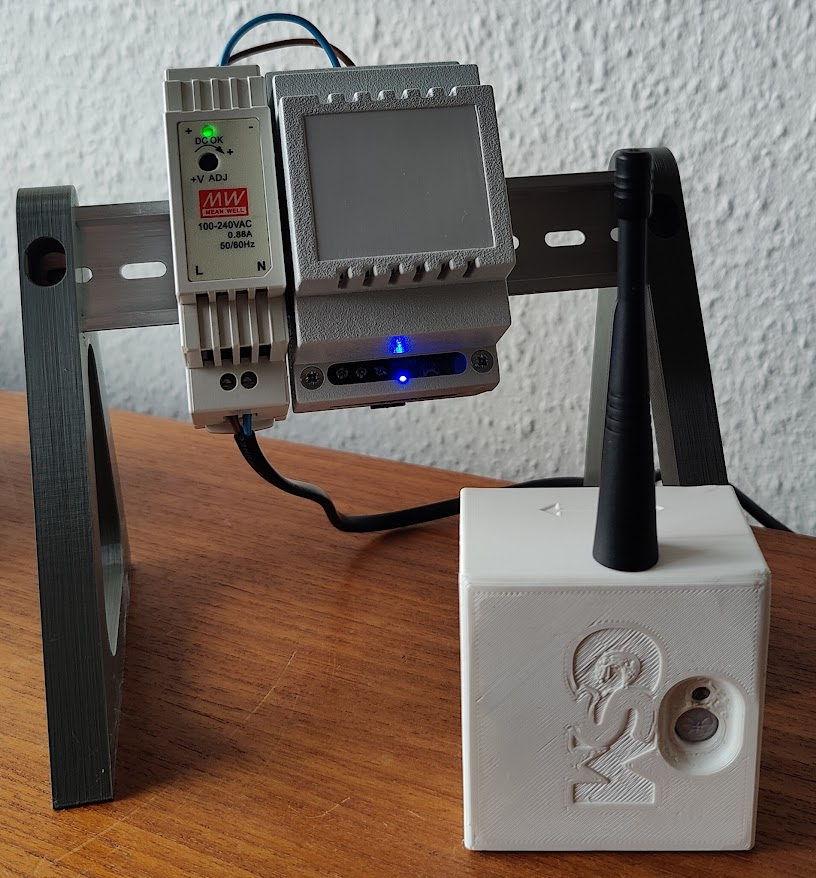 + -
DC OK
+
+V ADJ
MW
MEAN WELL
100-240VAC
0.88A
50/60Hz
L N